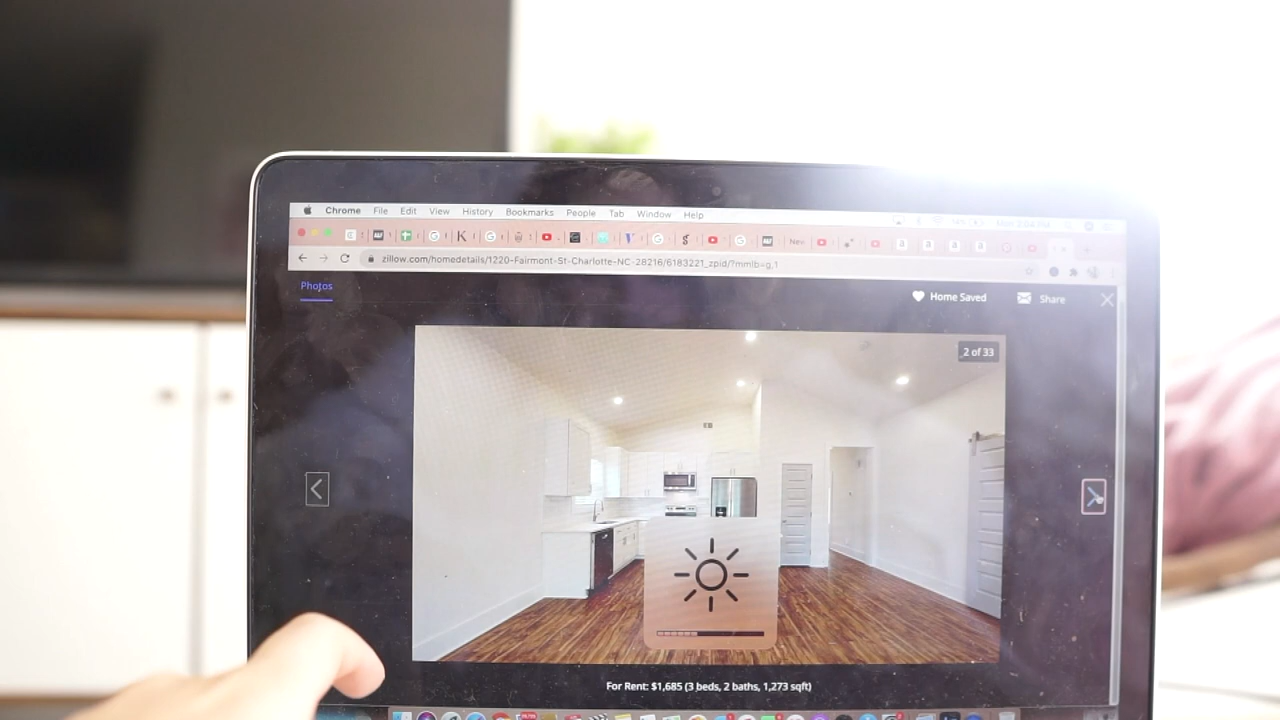 Chrome File Edit View History Bookmarks People Tab Window Help
zillow.com/homedetails/1220-Fairmont-St-Charlotte-NC-28216/6183221_zpid/?mmlb=g,1
Photos
Home Saved Share
2 of 33
For Rent: $1,685 (3 beds, 2 baths, 1,273 sqft)